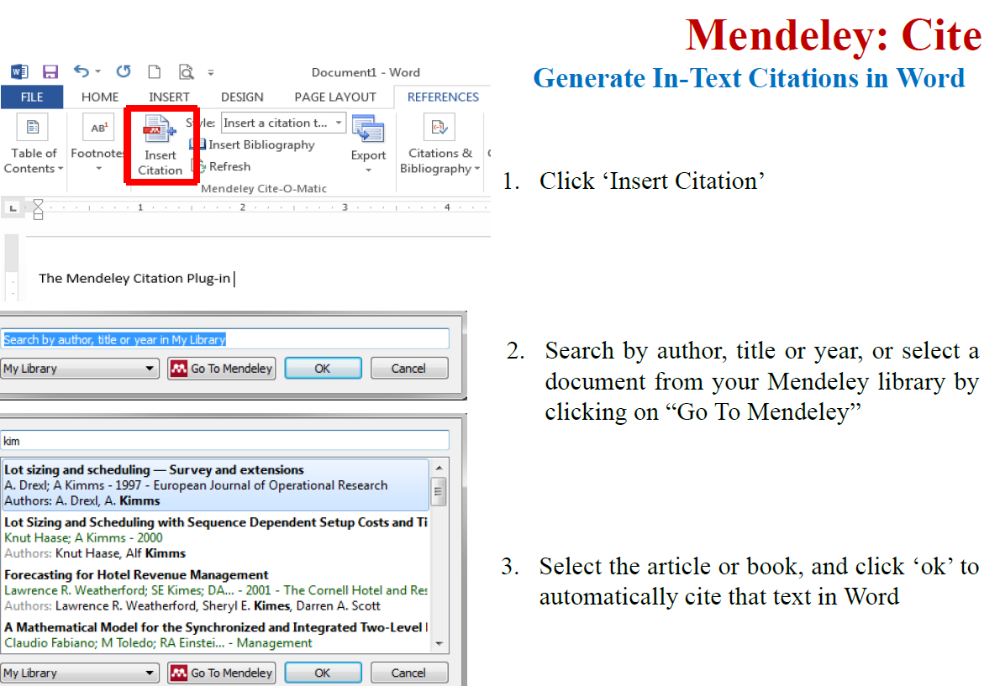 Mendeley: Cite
Generate In-Text Citations in Word
Document1 - Word
FILE HOME INSERT DESIGN PAGE LAYOUT REFERENCES
Table of Contents
AB1
Footnotes
Insert Citation
Style: Insert a citation t...
Insert Bibliography
Refresh
Export
Citations & Bibliography
Mendeley Cite-O-Matic
L
1 2 3 4
The Mendeley Citation Plug-in
1. Click ‘Insert Citation’
Search by author, title or year in My Library
My Library Go To Mendeley OK Cancel
2. Search by author, title or year, or select a
document from your Mendeley library by
clicking on “Go To Mendeley”
kim
Lot sizing and scheduling — Survey and extensions
A. Drexl; A Kimms - 1997 - European Journal of Operational Research
Authors: A. Drexl, A. Kimms
Lot Sizing and Scheduling with Sequence Dependent Setup Costs and Ti
Knut Haase; A Kimms - 2000
Authors: Knut Haase, Alf Kimms
Forecasting for Hotel Revenue Management
Lawrence R. Weatherford; SE Kimes; DA... - 2001 - The Cornell Hotel and Res
Authors: Lawrence R. Weatherford, Sheryl E. Kimes, Darren A. Scott
A Mathematical Model for the Synchronized and Integrated Two-Level
Claudio Fabiano; M Toledo; RA Einstei... - Management
My Library Go To Mendeley OK Cancel
3. Select the article or book, and click ‘ok’ to
automatically cite that text in Word